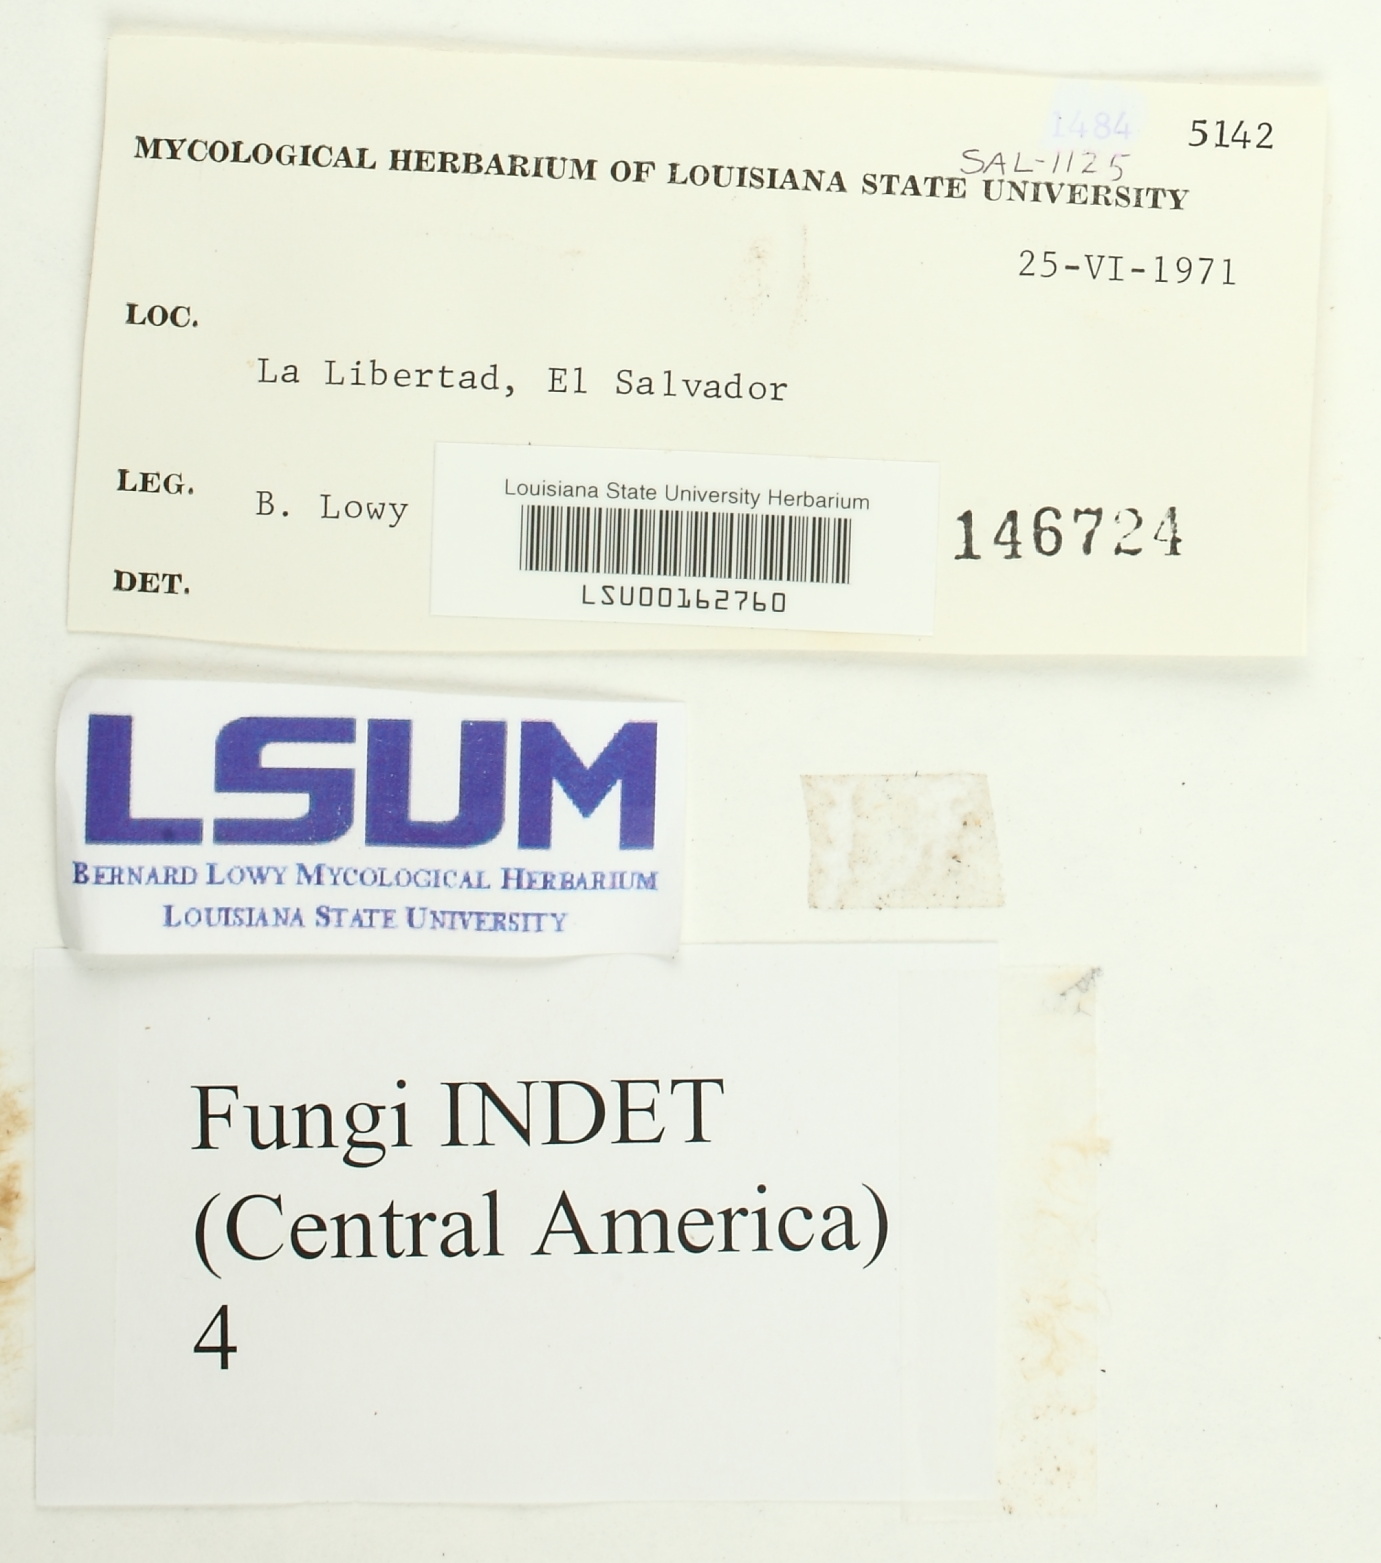 1484 5142
SAL-1125
MYCOLOGICAL HERBARIUM OF LOUISIANA STATE UNIVERSITY
25-VI-1971
LOC.
La Libertad, El Salvador
LEG. B. Lowy
Louisiana State University Herbarium
LSU00162760
146724
DET.
LSUM
BERNARD LOWY MYCOLOGICAL HERBARIUM
LOUISIANA STATE UNIVERSITY
Fungi INDET
(Central America)
4